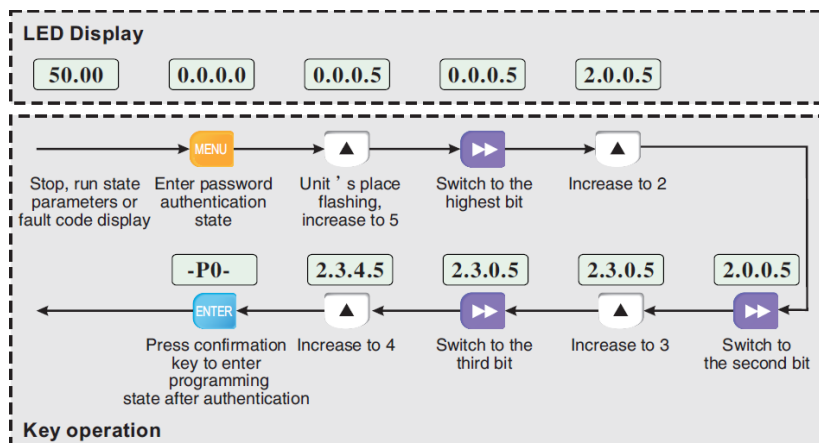 LED Display
50.00 0.0.0.0 0.0.0.5 0.0.0.5 2.0.0.5
MENU
Stop, run state
parameters or
fault code display
Enter password
authentication
state
Unit’s place
flashing,
increase to 5
Switch to the
highest bit
Increase to 2
-P0- 2.3.4.5 2.3.0.5 2.3.0.5 2.0.0.5
ENTER
Press confirmation
key to enter
programming
state after authentication
Increase to 4
Switch to the
third bit
Increase to 3
Switch to
the second bit
Key operation